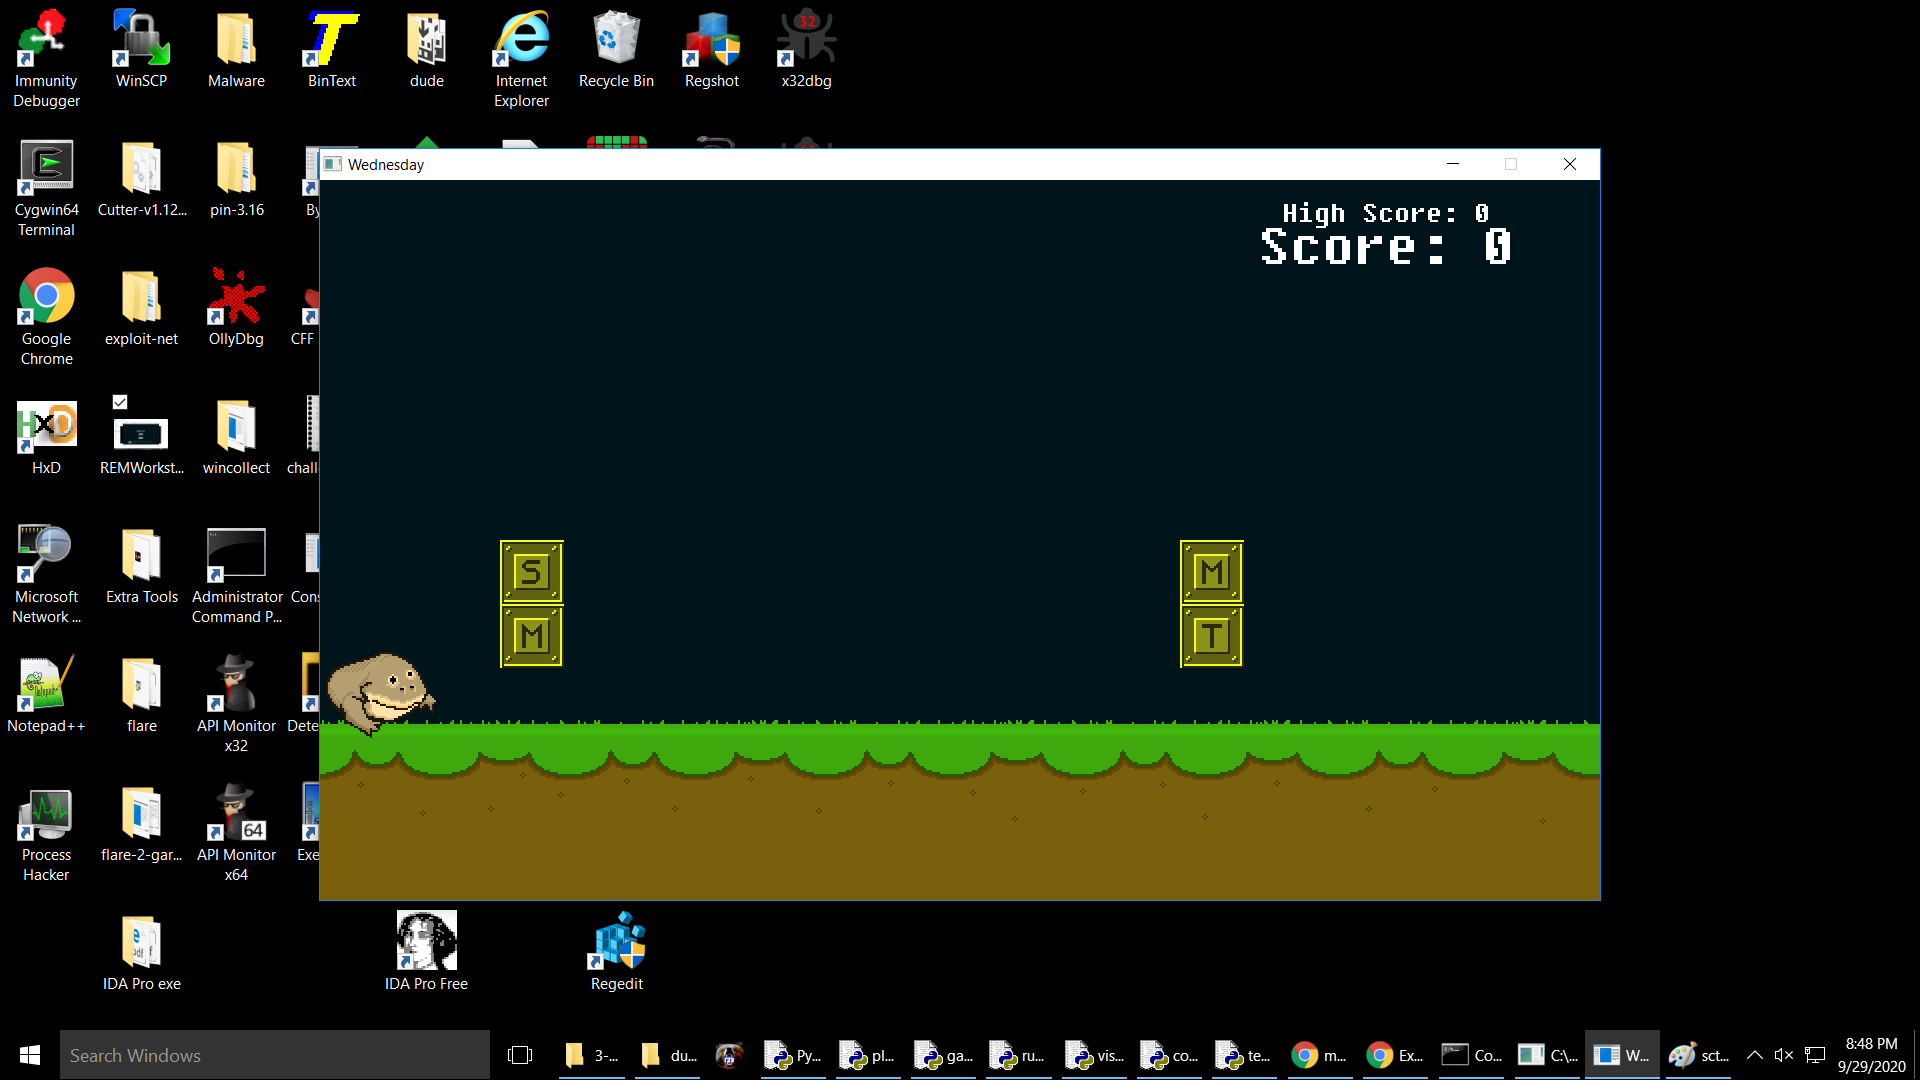 Immunity
Debugger
WinSCP
Malware
BinText
dude
Internet
Explorer
Recycle Bin
Regshot
32
x32dbg
Cygwin64
Terminal
Cutter-v1.12...
pin-3.16
By
Wednesday
High Score: 0
Score: 0
Google
Chrome
exploit-net
OllyDbg
CFF
HxD
HxD
REMWorkst...
wincollect
chall
S
M
M
T
Microsoft
Network ...
Extra Tools
Administrator
Command P...
Cons
Notepad++
flare
API Monitor
x32
Dete
Process
Hacker
flare-2-gar...
64
API Monitor
x64
Exe
IDA Pro exe
IDA Pro Free
Regedit
Search Windows
3-...
du...
Py...
pl...
ga...
ru...
vis...
co...
te...
m...
Ex...
Co...
C:\...
W...
sct...
8:48 PM
9/29/2020